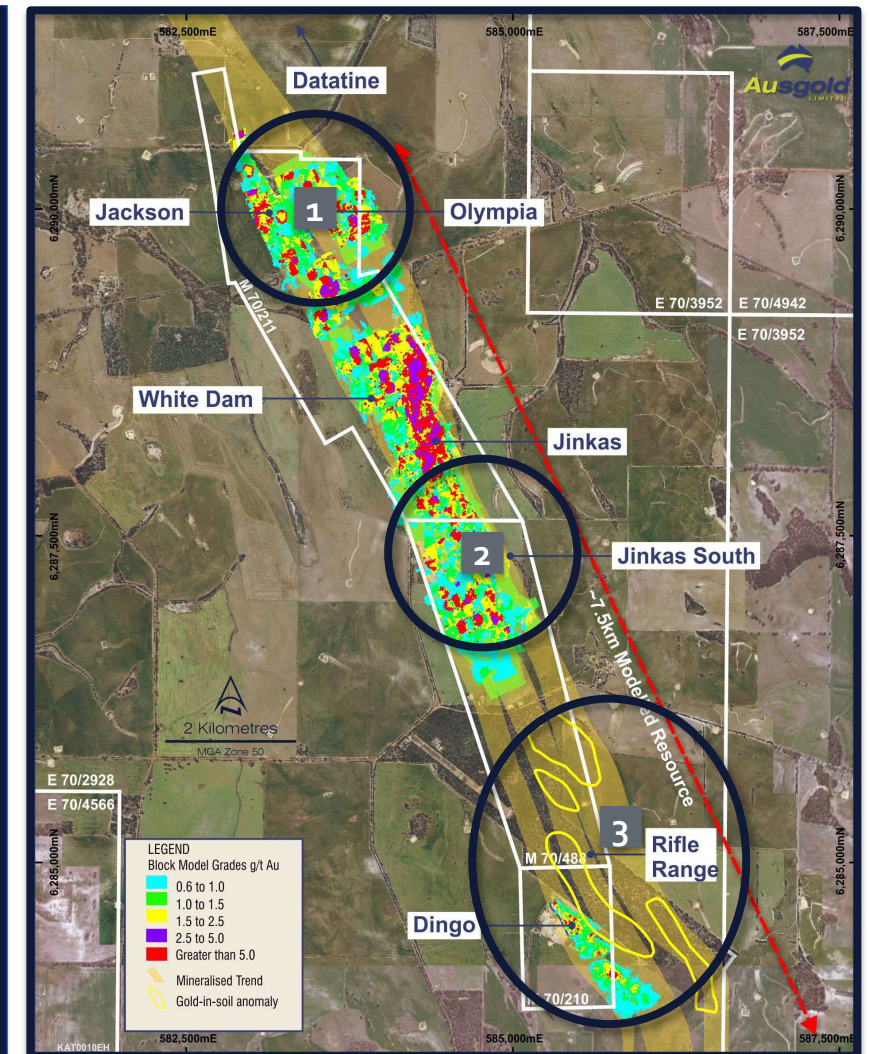 582,500mE
585,000mE
587,500mE
Datatine
Ausgold
LIMITED
6,290,000mN
6,290,000mN
Jackson
1
Olympia
M 70/211
E 70/3952
E 70/4942
E 70/3952
White Dam
Jinkas
6,287,500mN
6,287,500mN
2
Jinkas South
~7.5km Modelled Resource
2 Kilometres
MGA Zone 50
E 70/2928
E 70/4566
3
M 70/488
Rifle
Range
6,285,000mN
6,285,000mN
LEGEND
Block Model Grades g/t Au
0.6 to 1.0
1.0 to 1.5
1.5 to 2.5
2.5 to 5.0
Greater than 5.0
Mineralised Trend
Gold-in-soil anomaly
Dingo
M 70/210
KAT0010EH
582,500mE
585,000mE
587,500mE